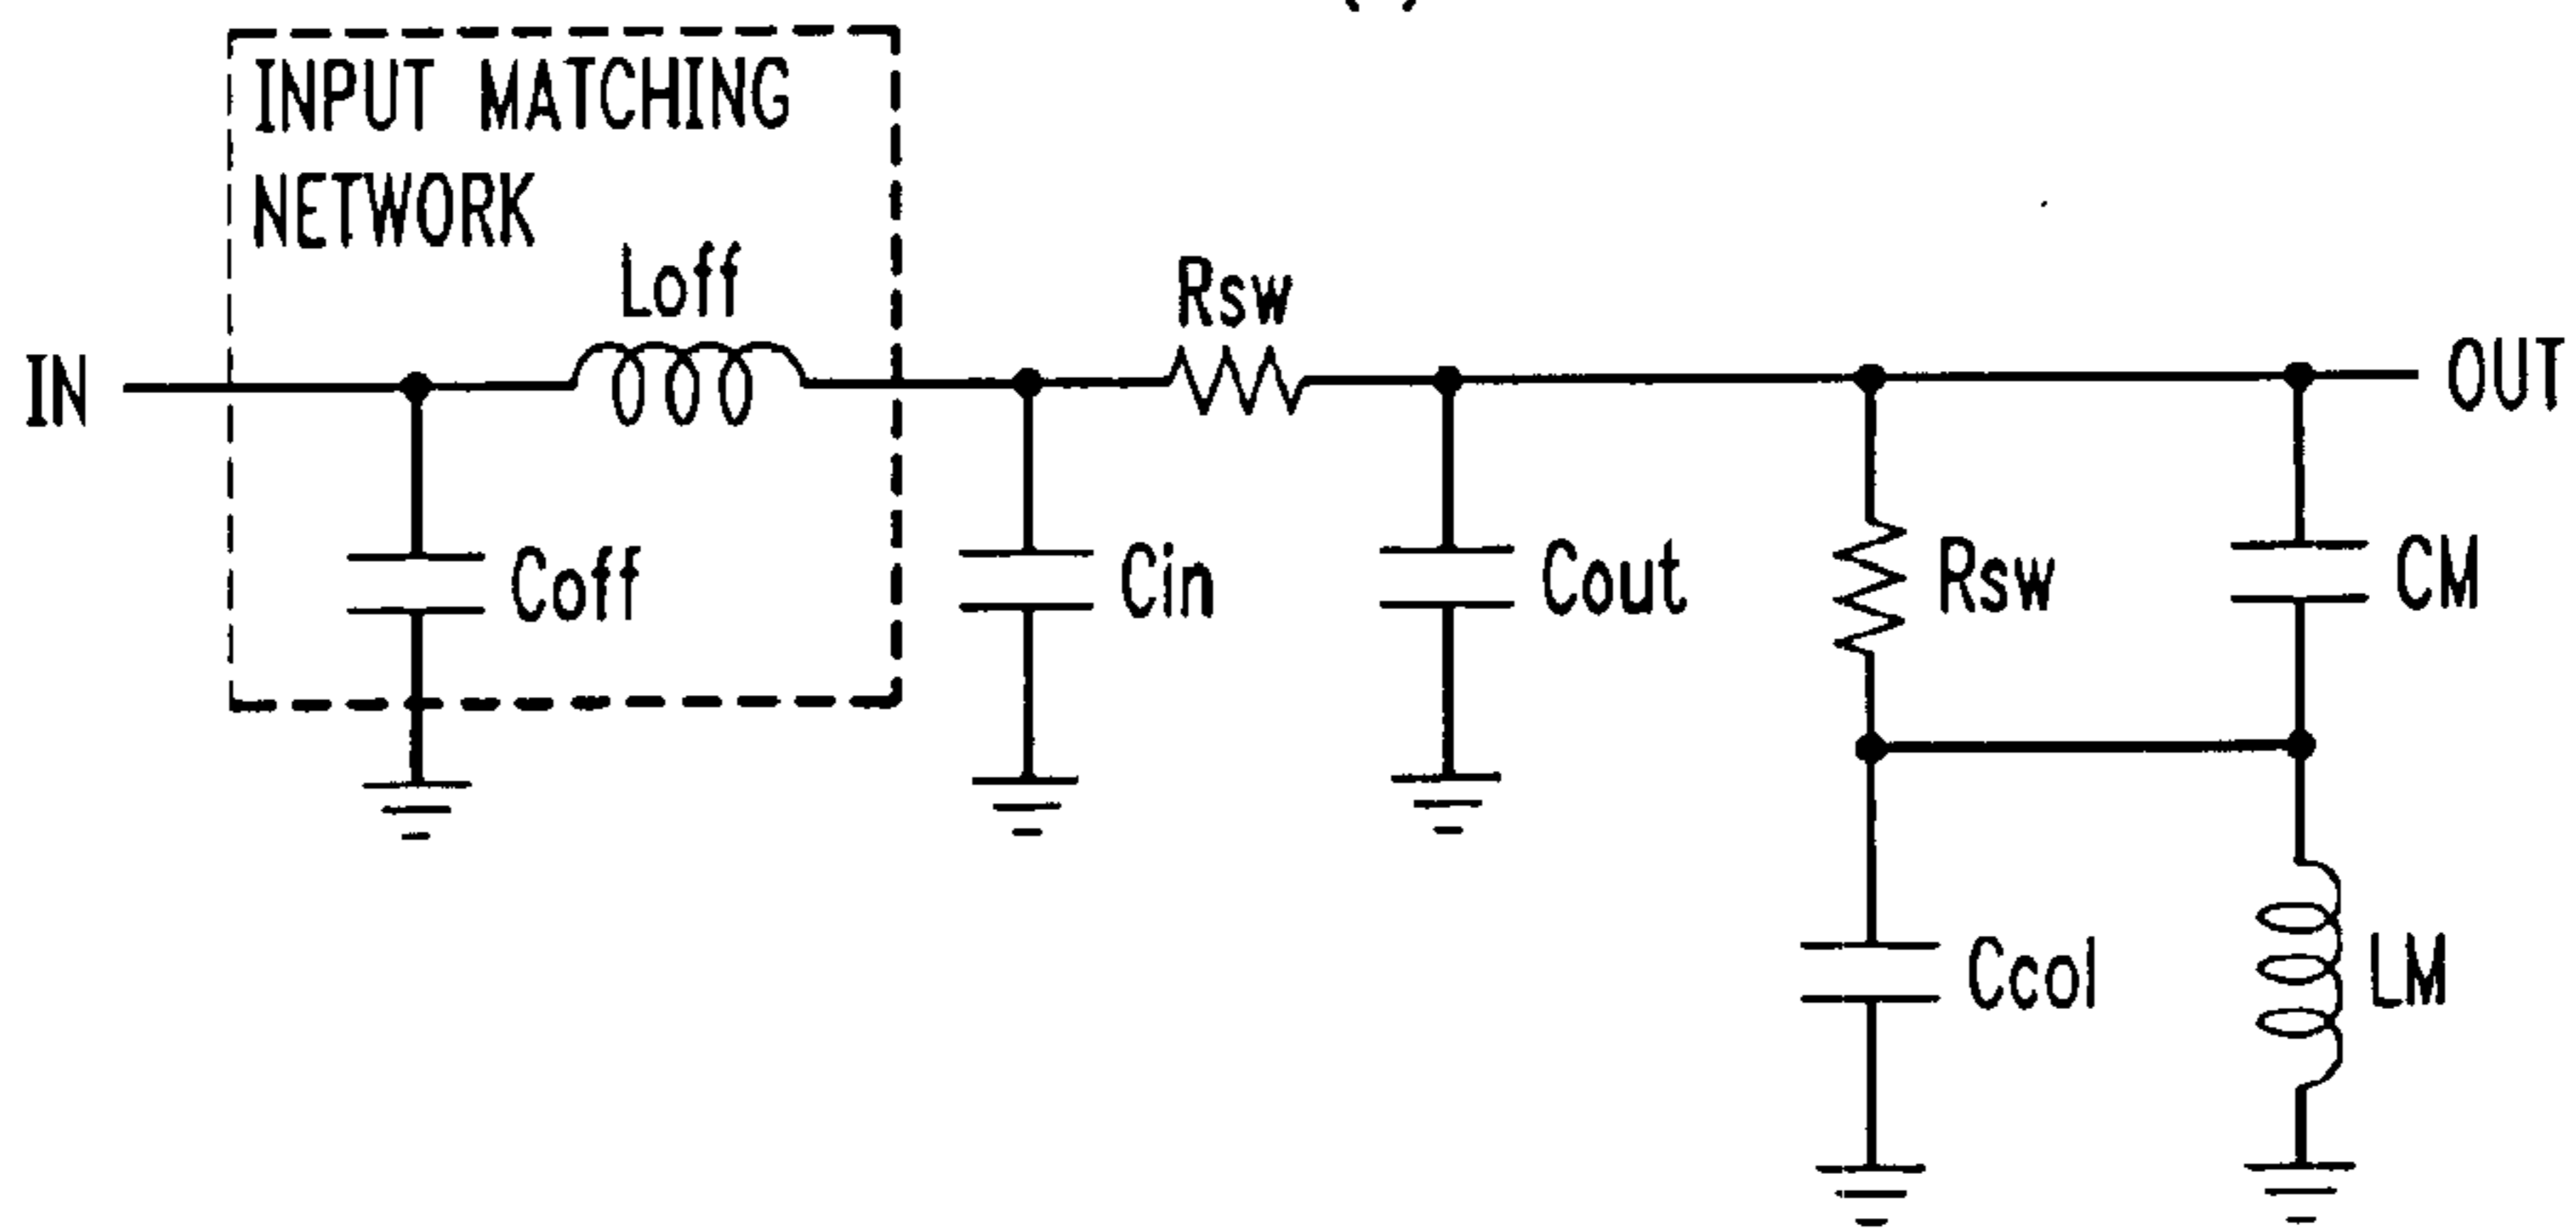 INPUT MATCHING
NETWORK
Loff
Rsw
IN
OUT
Coff
Cin
Cout
Rsw
CM
Ccol
LM